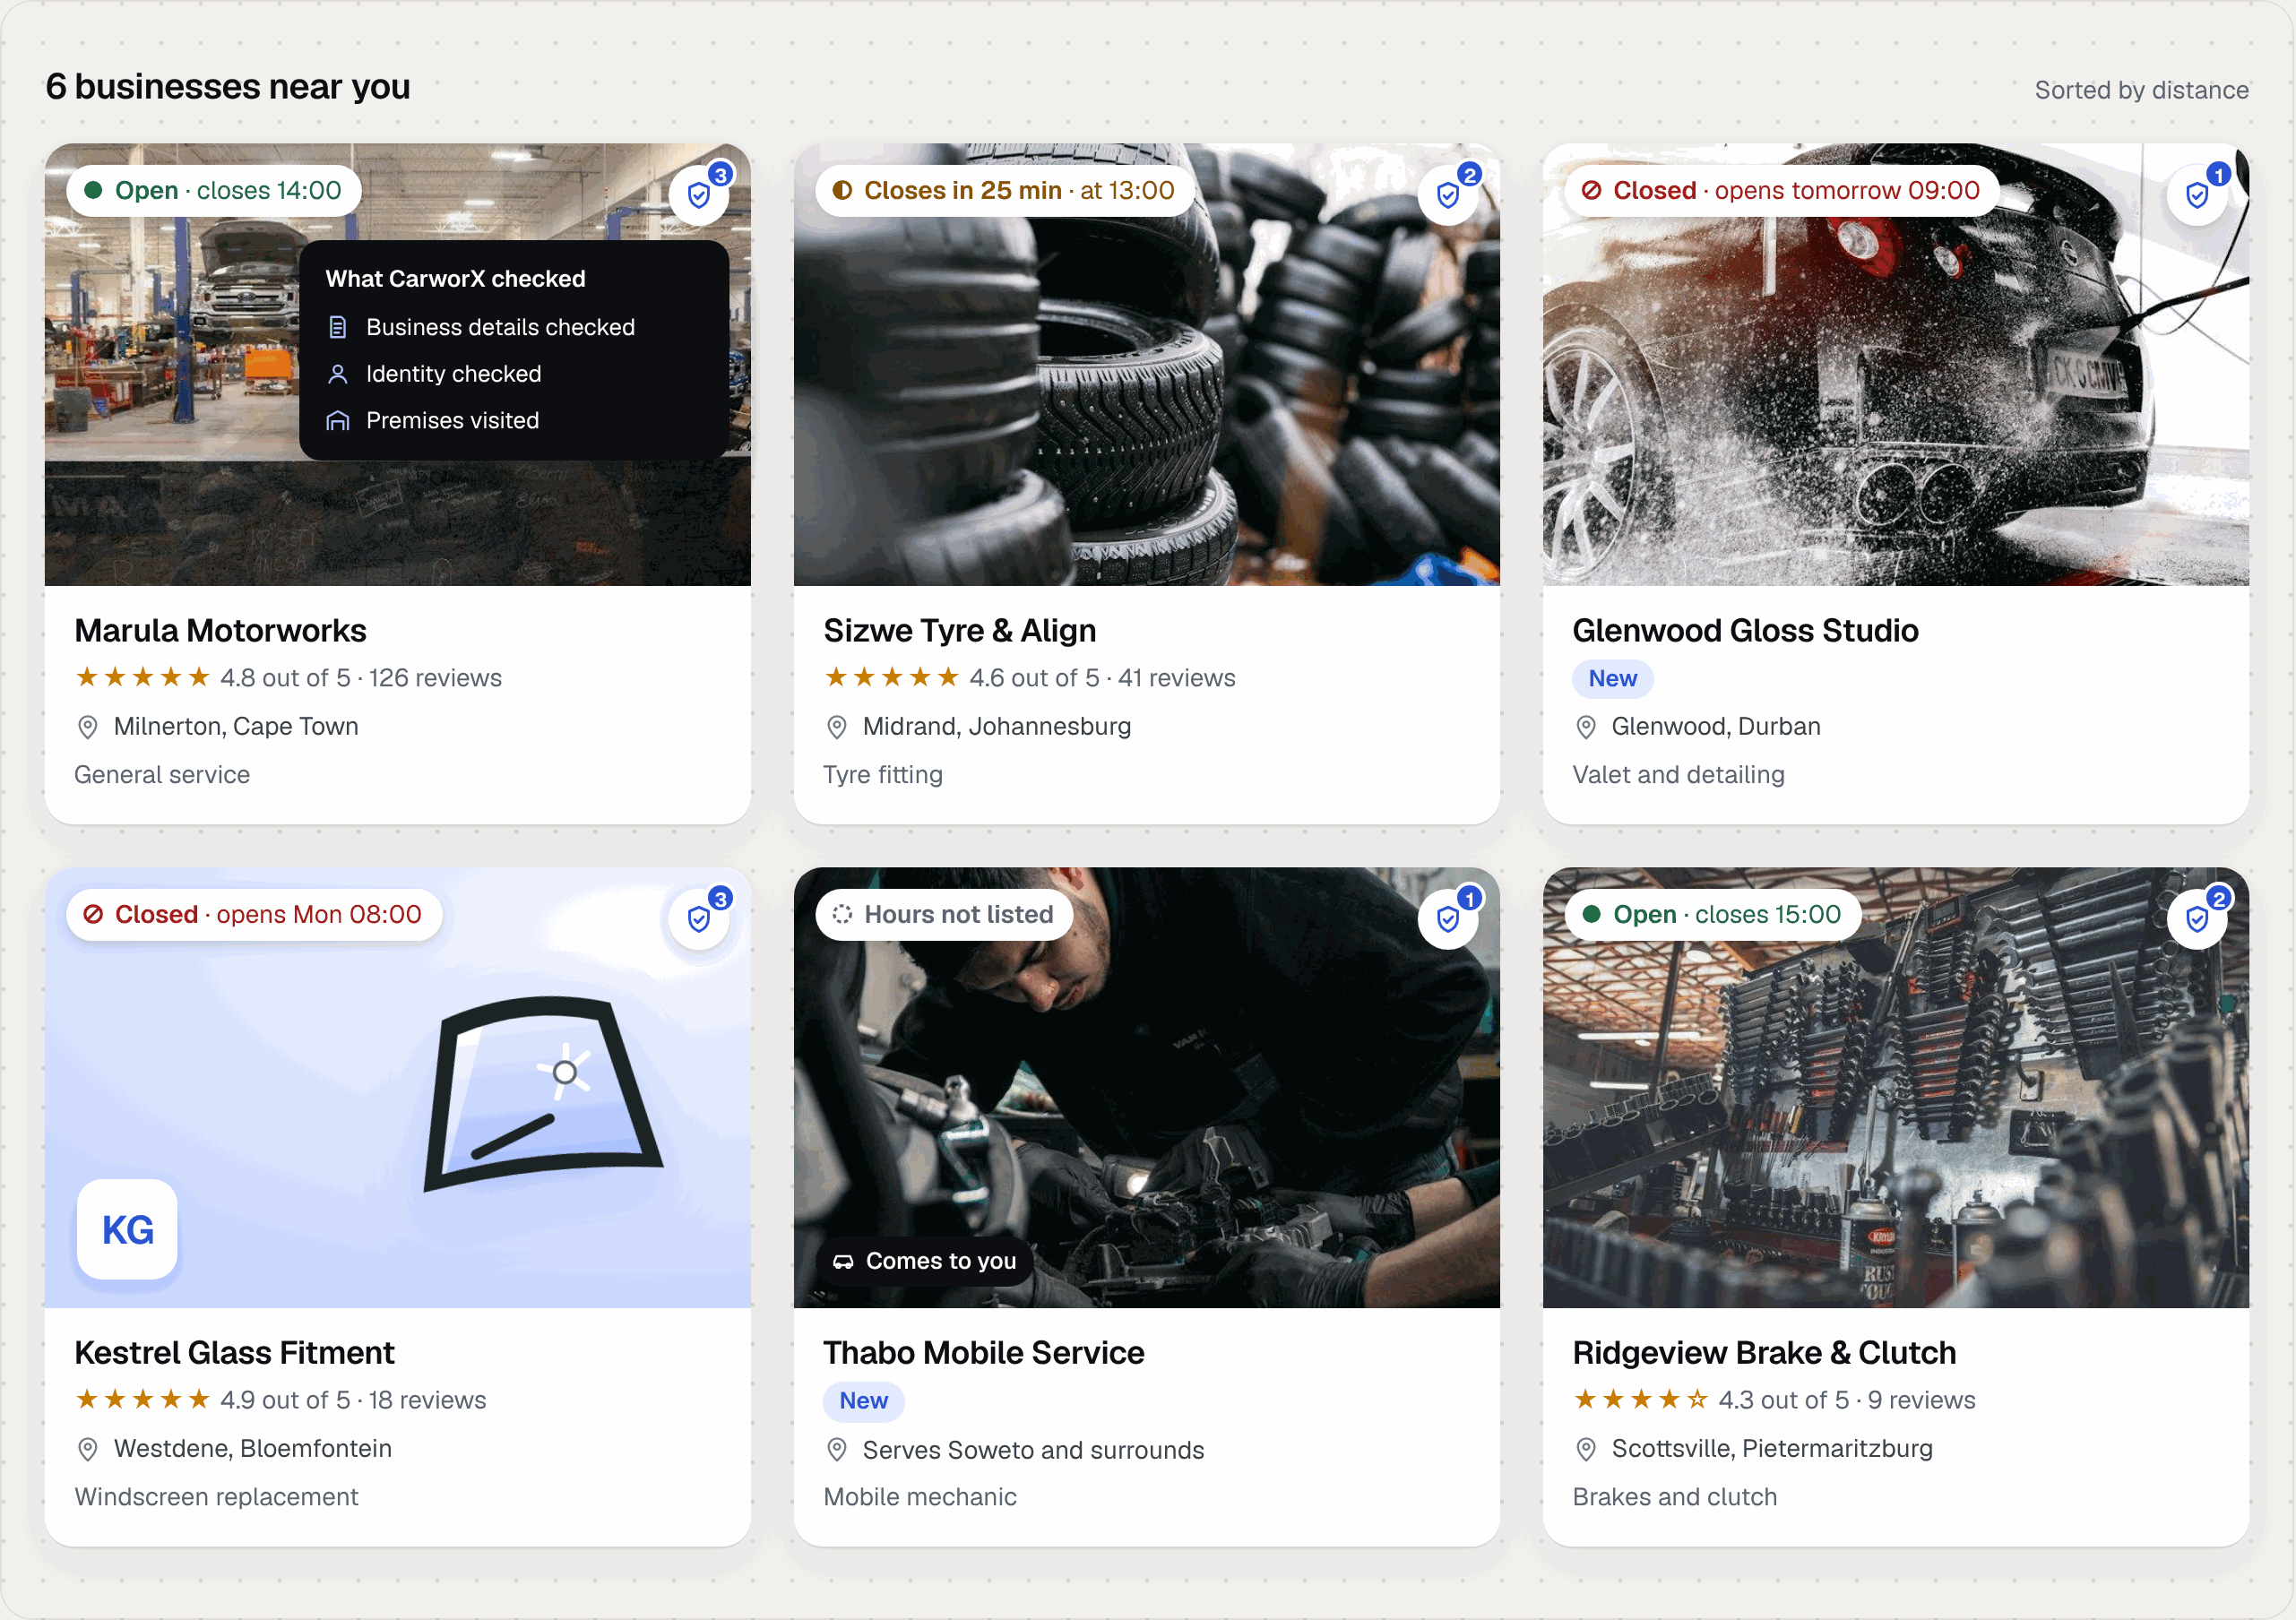 6 businesses near you
Sorted by distance
Open · closes 14:00
3
What CarworX checked
Business details checked
Identity checked
Premises visited
Marula Motorworks
4.8 out of 5 · 126 reviews
Milnerton, Cape Town
General service
Closes in 25 min · at 13:00
2
Sizwe Tyre & Align
4.6 out of 5 · 41 reviews
Midrand, Johannesburg
Tyre fitting
Closed · opens tomorrow 09:00
1
Glenwood Gloss Studio
New
Glenwood, Durban
Valet and detailing
Closed · opens Mon 08:00
3
KG
Kestrel Glass Fitment
4.9 out of 5 · 18 reviews
Westdene, Bloemfontein
Windscreen replacement
Hours not listed
1
Comes to you
Thabo Mobile Service
New
Serves Soweto and surrounds
Mobile mechanic
Open · closes 15:00
2
KRYLON
Ridgeview Brake & Clutch
4.3 out of 5 · 9 reviews
Scottsville, Pietermaritzburg
Brakes and clutch